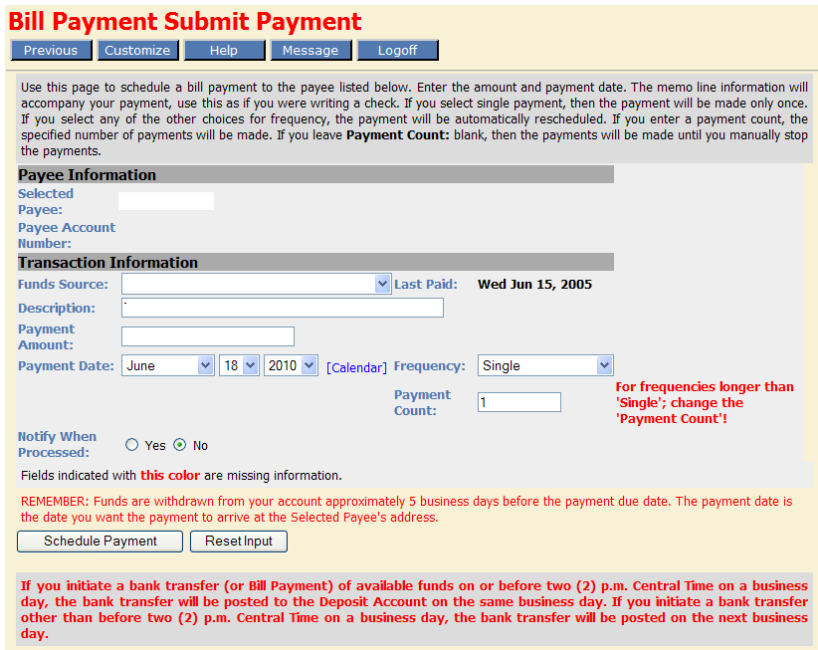 Bill Payment Submit Payment
Previous Customize Help Message Logoff
Use this page to schedule a bill payment to the payee listed below. Enter the amount and payment date. The memo line information will
accompany your payment, use this as if you were writing a check. If you select single payment, then the payment will be made only once.
If you select any of the other choices for frequency, the payment will be automatically rescheduled. If you enter a payment count, the
specified number of payments will be made. If you leave Payment Count: blank, then the payments will be made until you manually stop
the payments.
Payee Information
Selected
Payee:
Payee Account
Number:
Transaction Information
Funds Source: Last Paid: Wed Jun 15, 2005
Description:
Payment
Amount:
Payment Date: June 18 2010 [Calendar] Frequency: Single
Payment
Count: 1
For frequencies longer than
'Single'; change the
'Payment Count'!
Notify When
Processed: Yes No
Fields indicated with this color are missing information.
REMEMBER: Funds are withdrawn from your account approximately 5 business days before the payment due date. The payment date is
the date you want the payment to arrive at the Selected Payee's address.
Schedule Payment Reset Input
If you initiate a bank transfer (or Bill Payment) of available funds on or before two (2) p.m. Central Time on a business
day, the bank transfer will be posted to the Deposit Account on the same business day. If you initiate a bank transfer
other than before two (2) p.m. Central Time on a business day, the bank transfer will be posted on the next business
day.